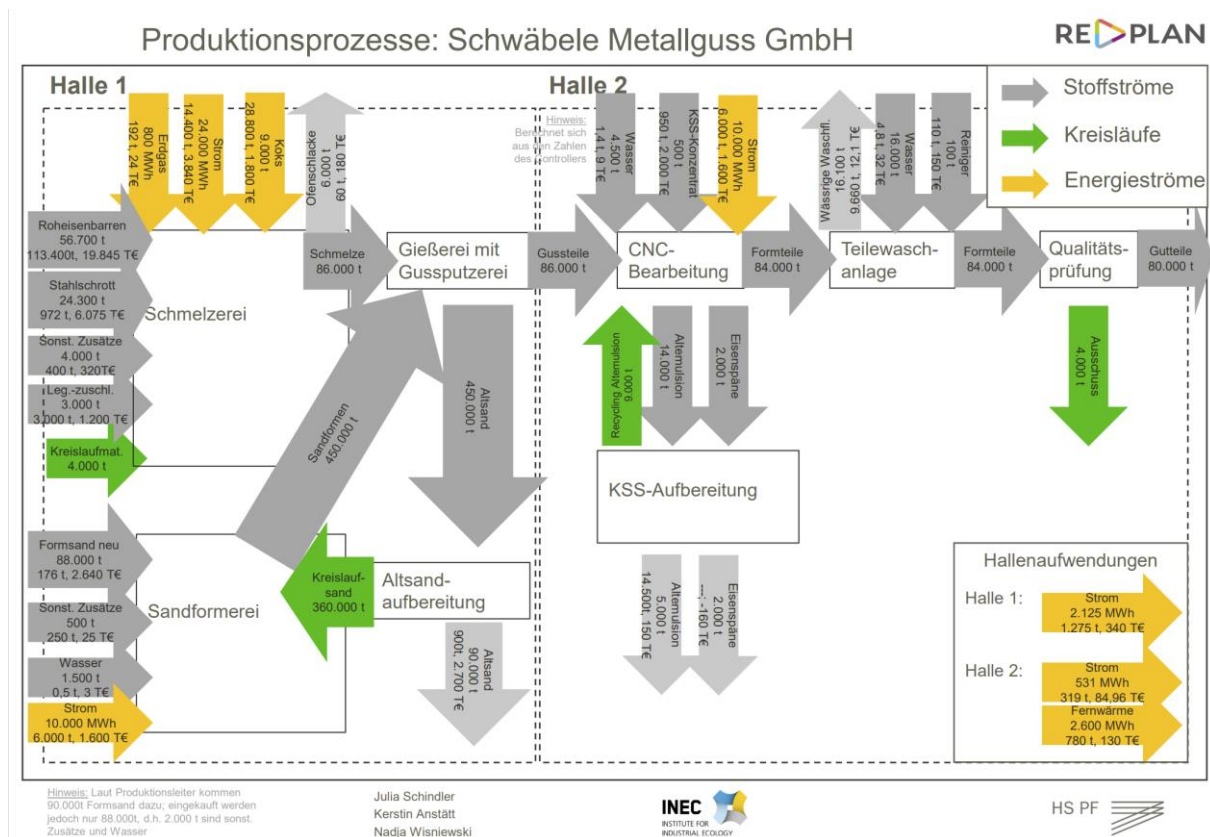 Produktionsprozesse: Schwäbele Metallguss GmbH
RE PLAN
Halle 1
Halle 2
Stoffströme
Kreisläufe
Energieströme
Hinweis:
Berechnet sich
aus den Zahlen
des Kontrollers
Erdgas
800 MWh
192 t, 24 T€
Strom
24.000 MWh
14.400 t, 3.840 T€
Koks
9.000 t
28.800 t, 1.800 T€
Ofenschlacke
6.000 t
60 t, 180 T€
Wasser
4.500 t
1,4 t, 9 T€
KSS-Konzentrat
500 t
950 t, 2.000 T€
Strom
10.000 MWh
6.000 t, 1.600 T€
Wässrige Waschfl.
16.100 t
9.660 t, 12,1 T€
Wasser
16.000 t
4,8 t, 32 T€
Reiniger
100 t
110 t, 150 T€
Roheisenbarren
56.700 t
113.400t, 19.845 T€
Stahlschrott
24.300 t
972 t, 6.075 T€
Sonst. Zusätze
4.000 t
400 t, 320T€
Leg.-zuschl.
3.000 t
3.000 t, 1.200 T€
Kreislaufmat.
4.000 t
Schmelzerei
Schmelze
86.000 t
Gießerei mit
Gussputzerei
Gussteile
86.000 t
CNC-
Bearbeitung
Formteile
84.000 t
Teilewasch-
anlage
Formteile
84.000 t
Qualitäts-
prüfung
Gutteile
80.000 t
Sandformen
450.000 t
Altsand
450.000 t
Recycling Altemulsion
9.000 t
Altemulsion
14.000 t
Eisenspäne
2.000 t
Ausschuss
4.000 t
KSS-Aufbereitung
Formsand neu
88.000 t
176 t, 2.640 T€
Sonst. Zusätze
500 t
250 t, 25 T€
Wasser
1.500 t
0,5 t, 3 T€
Strom
10.000 MWh
6.000 t, 1.600 T€
Sandformerei
Kreislauf-
sand
360.000 t
Altsand-
aufbereitung
Altsand
90.000 t
900t, 2.700 T€
Altemulsion
5.000 t
14.500t, 150 T€
Eisenspäne
2.000 t
---; -160 T€
Hallenaufwendungen
Halle 1:
Strom
2.125 MWh
1.275 t, 340 T€
Halle 2:
Strom
531 MWh
319 t, 84,96 T€
Fernwärme
2.600 MWh
780 t, 130 T€
Hinweis: Laut Produktionsleiter kommen
90.000t Formsand dazu; eingekauft werden
jedoch nur 88.000t, d.h. 2.000 t sind sonst.
Zusätze und Wasser
Julia Schindler
Kerstin Anstätt
Nadja Wisniewski
INEC
INSTITUTE FOR
INDUSTRIAL ECOLOGY
HS PF